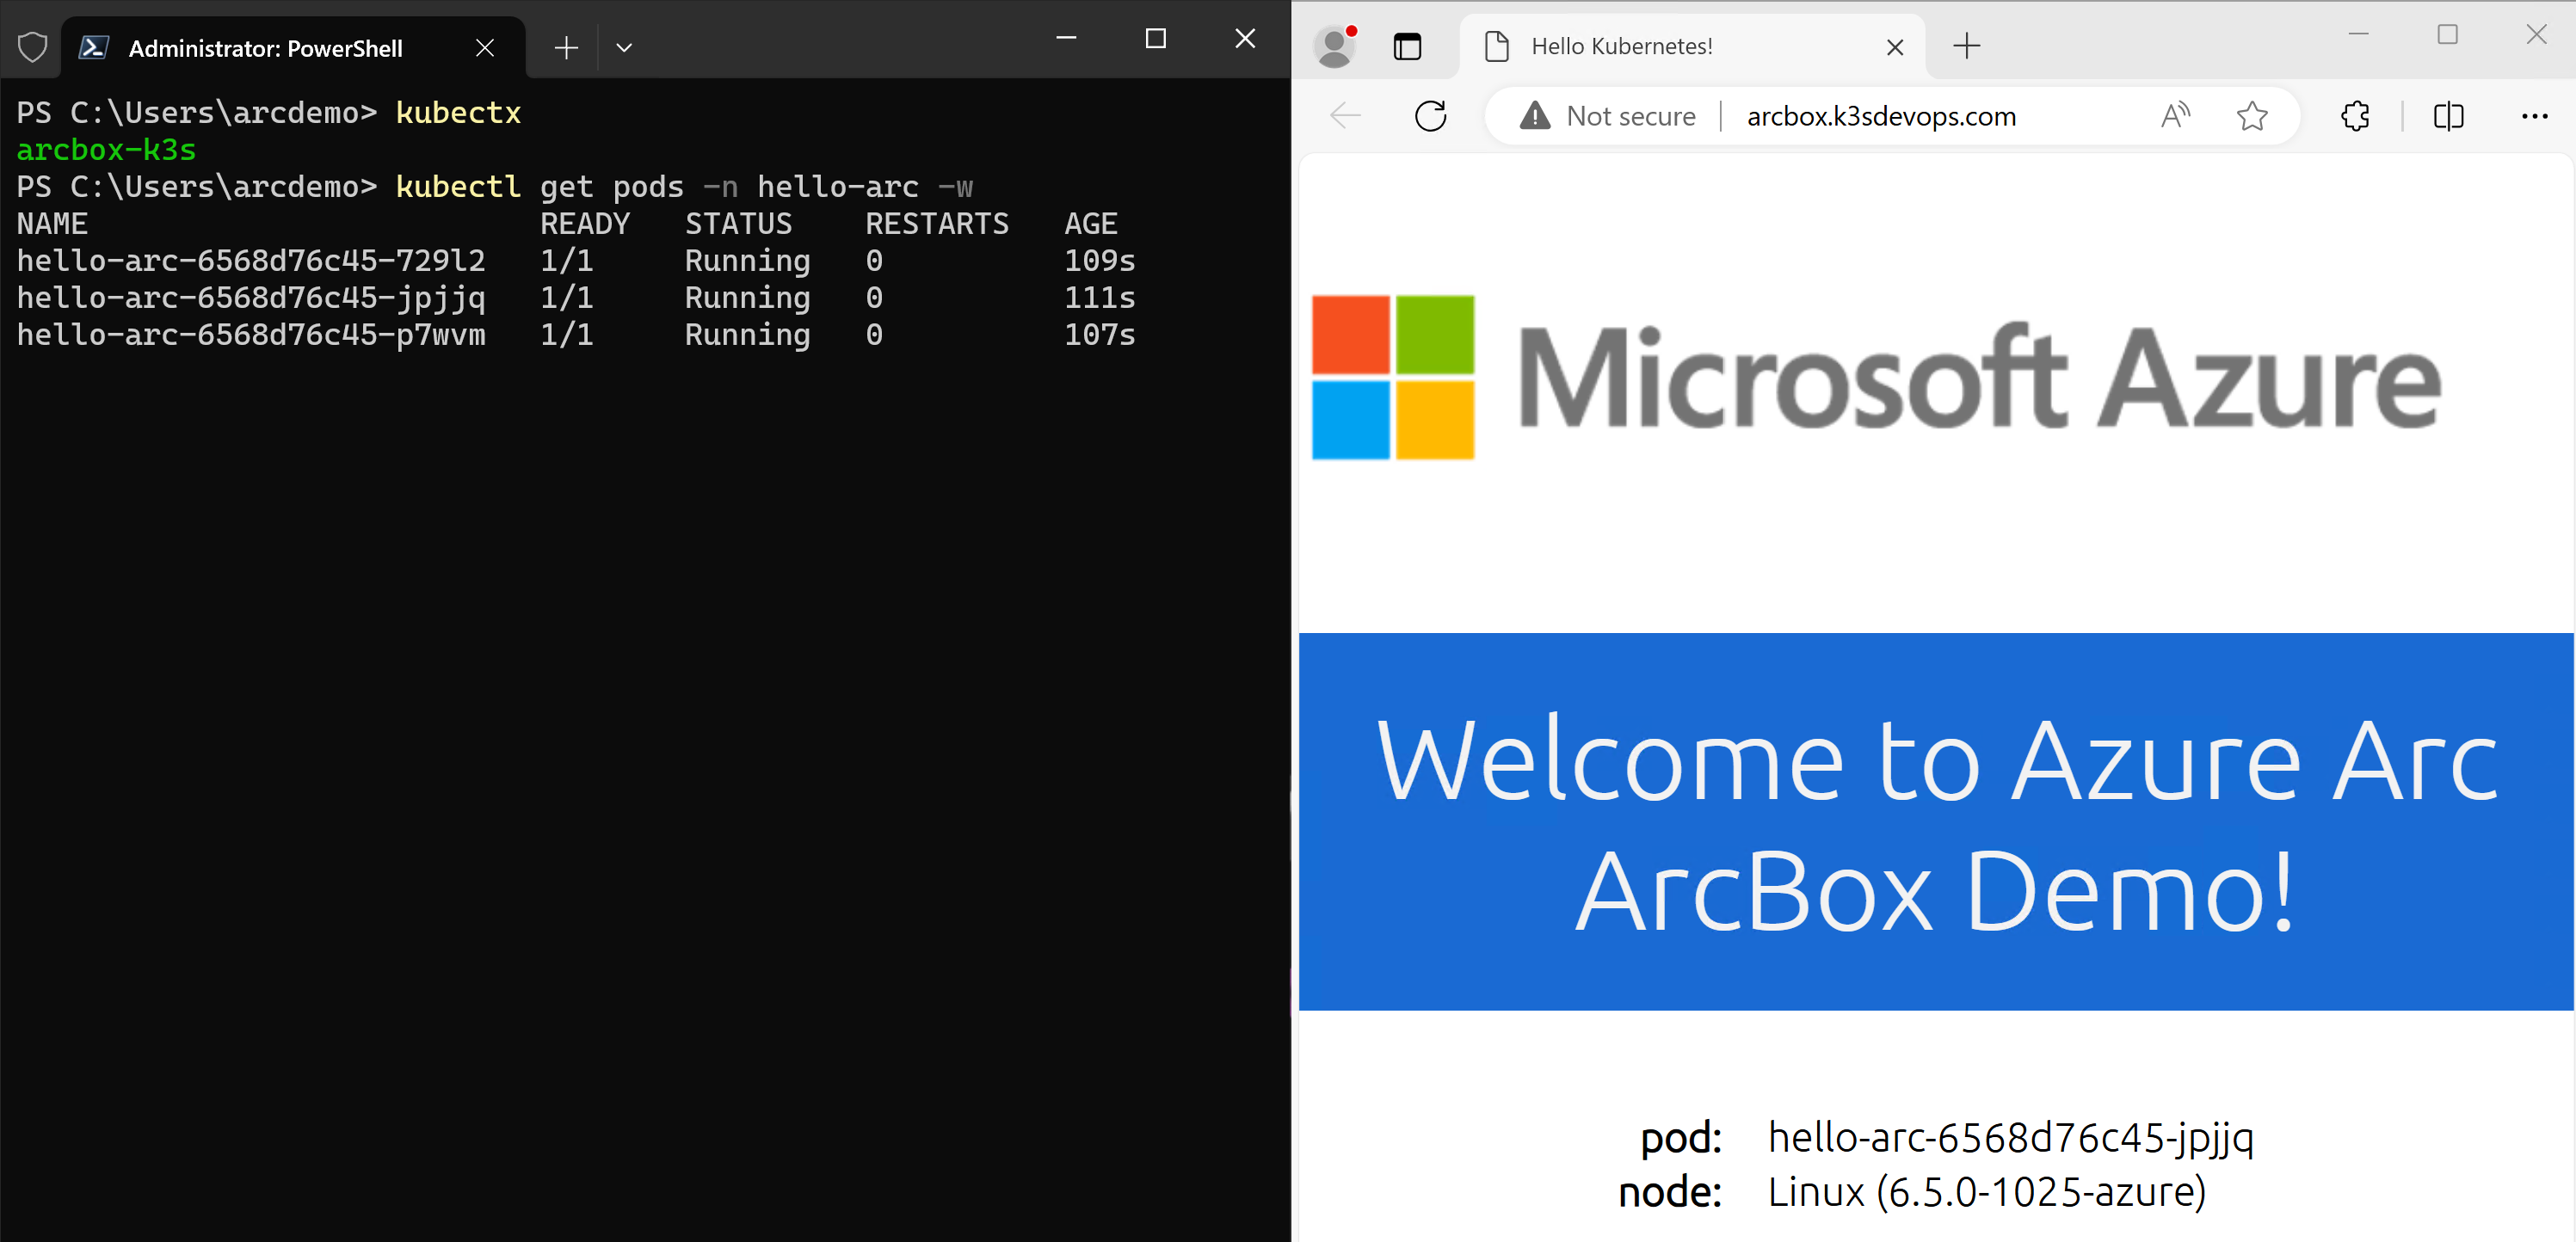 Administrator: PowerShell
PS C:\Users\arcdemo> kubectx
arcbox-k3s
PS C:\Users\arcdemo> kubectl get pods -n hello-arc -w
NAME READY STATUS RESTARTS AGE
hello-arc-6568d76c45-729l2 1/1 Running 0 109s
hello-arc-6568d76c45-jpjjq 1/1 Running 0 111s
hello-arc-6568d76c45-p7wvm 1/1 Running 0 107s
Hello Kubernetes!
Not secure | arcbox.k3sdevops.com
Microsoft Azure
Welcome to Azure Arc
ArcBox Demo!
pod: hello-arc-6568d76c45-jpjjq
node: Linux (6.5.0-1025-azure)